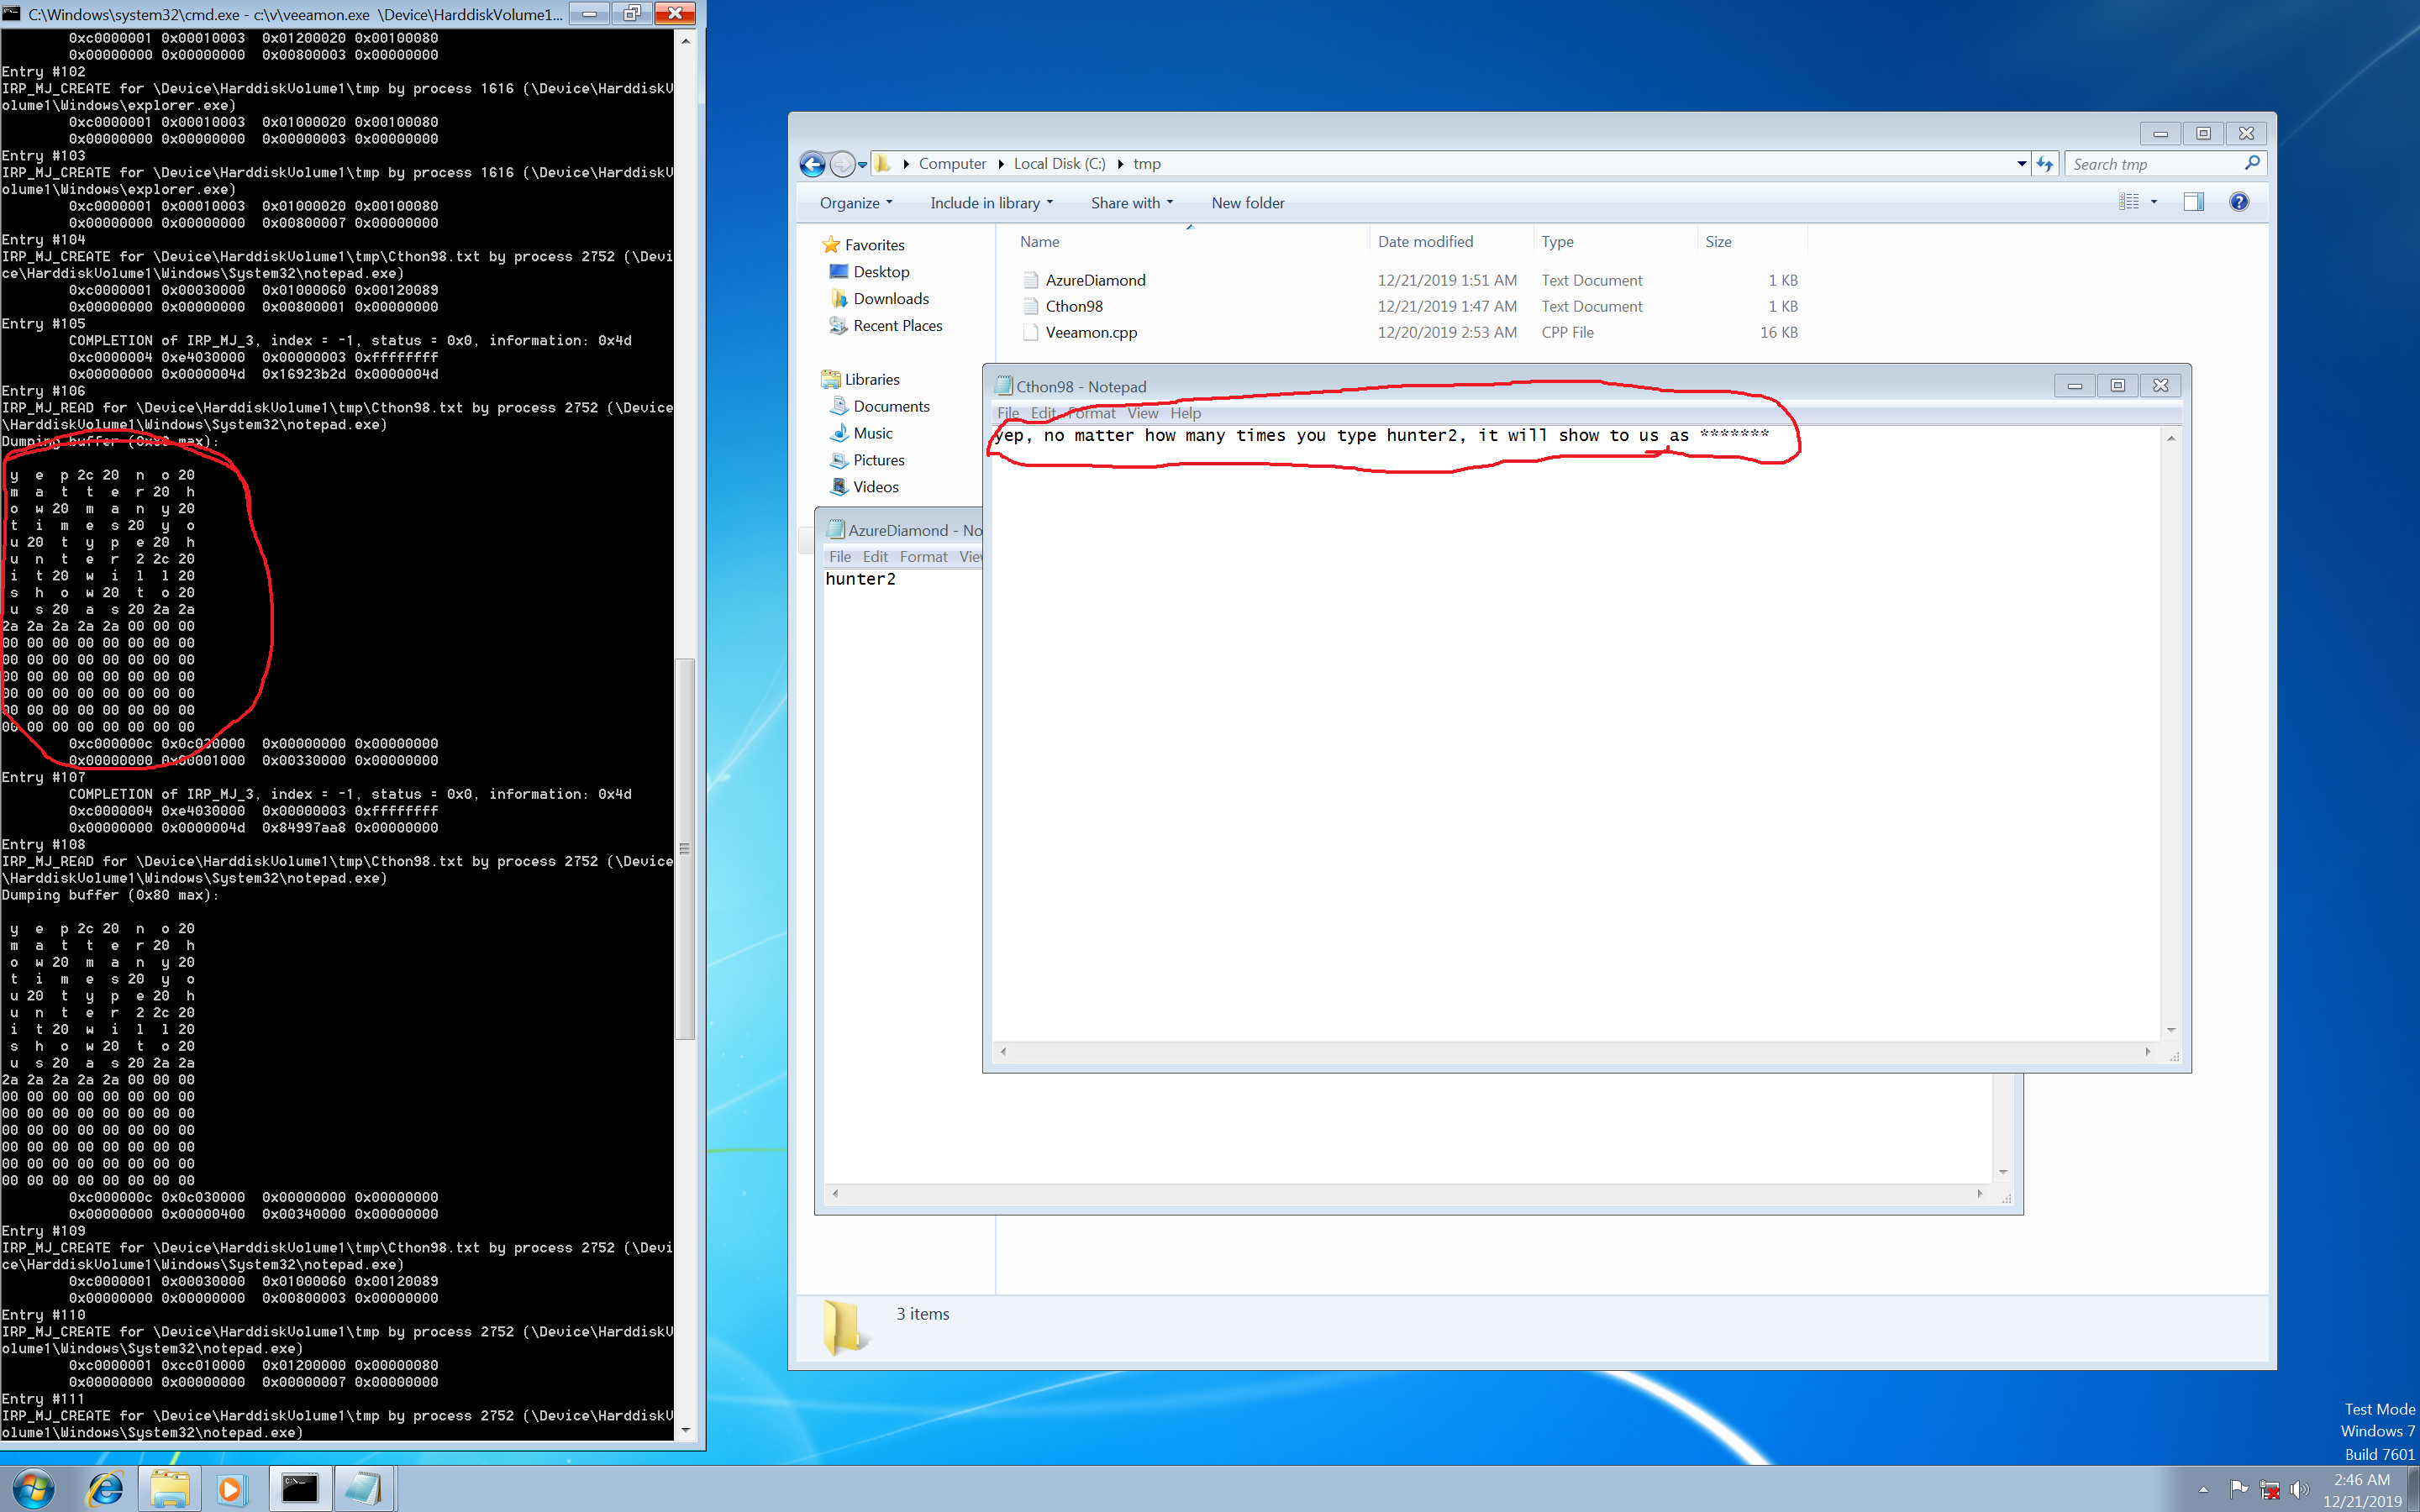 C:\Windows\system32\cmd.exe - c:\v\veeamon.exe  \Device\HarddiskVolume1...
0xc0000001 0x00010003  0x01200020 0x00100080
0x00000000 0x00000000  0x00800003 0x00000000
Entry #102
IRP_MJ_CREATE for \Device\HarddiskVolume1\tmp by process 1616 (\Device\HarddiskV
olume1\Windows\explorer.exe)
0xc0000001 0x00010003  0x01000020 0x00100080
0x00000000 0x00000000  0x00000003 0x00000000
Entry #103
IRP_MJ_CREATE for \Device\HarddiskVolume1\tmp by process 1616 (\Device\HarddiskV
olume1\Windows\explorer.exe)
0xc0000001 0x00010003  0x01000020 0x00100080
0x00000000 0x00000000  0x00800007 0x00000000
Entry #104
IRP_MJ_CREATE for \Device\HarddiskVolume1\tmp\Cthon98.txt by process 2752 (\Devi
ce\HarddiskVolume1\Windows\System32\notepad.exe)
0xc0000001 0x00030000  0x01000060 0x00120089
0x00000000 0x00000000  0x00800001 0x00000000
Entry #105
COMPLETION of IRP_MJ_3, index = -1, status = 0x0, information: 0x4d
0xc0000004 0xe4030000  0x00000003 0xffffffff
0x00000000 0x0000004d  0x16923b2d 0x0000004d
Entry #106
IRP_MJ_READ for \Device\HarddiskVolume1\tmp\Cthon98.txt by process 2752 (\Device
\HarddiskVolume1\Windows\System32\notepad.exe)
Dumping buffer (0x80 max):
y  e  p 2c 20  n  o 20
m  a  t  t  e  r 20  h
o  w 20  m  a  n  y 20
t  i  m  e  s 20  y  o
u 20  t  y  p  e 20  h
u  n  t  e  r  2 2c 20
i  t 20  w  i  l  l 20
s  h  o  w 20  t  o 20
u  s 20  a  s 20 2a 2a
2a 2a 2a 2a 2a 00 00 00
00 00 00 00 00 00 00 00
00 00 00 00 00 00 00 00
00 00 00 00 00 00 00 00
00 00 00 00 00 00 00 00
00 00 00 00 00 00 00 00
00 00 00 00 00 00 00 00
0xc000000c 0x0c030000  0x00000000 0x00000000
0x00000000 0x00001000  0x00330000 0x00000000
Entry #107
COMPLETION of IRP_MJ_3, index = -1, status = 0x0, information: 0x4d
0xc0000004 0xe4030000  0x00000003 0xffffffff
0x00000000 0x0000004d  0x84997aa8 0x00000000
Entry #108
IRP_MJ_READ for \Device\HarddiskVolume1\tmp\Cthon98.txt by process 2752 (\Device
\HarddiskVolume1\Windows\System32\notepad.exe)
Dumping buffer (0x80 max):
y  e  p 2c 20  n  o 20
m  a  t  t  e  r 20  h
o  w 20  m  a  n  y 20
t  i  m  e  s 20  y  o
u 20  t  y  p  e 20  h
u  n  t  e  r  2 2c 20
i  t 20  w  i  l  l 20
s  h  o  w 20  t  o 20
u  s 20  a  s 20 2a 2a
2a 2a 2a 2a 2a 00 00 00
00 00 00 00 00 00 00 00
00 00 00 00 00 00 00 00
00 00 00 00 00 00 00 00
00 00 00 00 00 00 00 00
00 00 00 00 00 00 00 00
00 00 00 00 00 00 00 00
0xc000000c 0x0c030000  0x00000000 0x00000000
0x00000000 0x00000400  0x00340000 0x00000000
Entry #109
IRP_MJ_CREATE for \Device\HarddiskVolume1\tmp\Cthon98.txt by process 2752 (\Devi
ce\HarddiskVolume1\Windows\System32\notepad.exe)
0xc0000001 0x00030000  0x01000060 0x00120089
0x00000000 0x00000000  0x00800003 0x00000000
Entry #110
IRP_MJ_CREATE for \Device\HarddiskVolume1\tmp by process 2752 (\Device\HarddiskV
olume1\Windows\System32\notepad.exe)
0xc0000001 0xcc010000  0x01200000 0x00000080
0x00000000 0x00000000  0x00000007 0x00000000
Entry #111
IRP_MJ_CREATE for \Device\HarddiskVolume1\tmp by process 2752 (\Device\HarddiskV
olume1\Windows\System32\notepad.exe)
Computer Local Disk (C:) tmp
Search tmp
Organize Include in library Share with New folder
Favorites
Desktop
Downloads
Recent Places
Libraries
Documents
Music
Pictures
Videos
Name Date modified Type Size
AzureDiamond 12/21/2019 1:51 AM Text Document 1 KB
Cthon98 12/21/2019 1:47 AM Text Document 1 KB
Veeamon.cpp 12/20/2019 2:53 AM CPP File 16 KB
Cthon98 - Notepad
File Edit Format View Help
yep, no matter how many times you type hunter2, it will show to us as *******
AzureDiamond - No
File Edit Format Viev
hunter2
3 items
Test Mode
Windows 7
Build 7601
C:\_
2:46 AM
12/21/2019